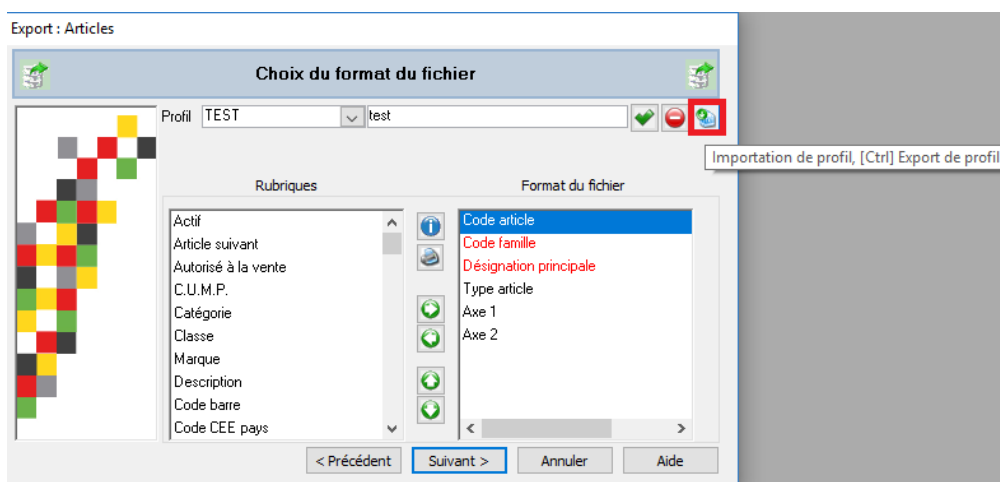 Export : Articles
Choix du format du fichier
Profil TEST test
Importation de profil, [Ctrl] Export de profil
Rubriques
Format du fichier
Actif
Article suivant
Autorisé à la vente
C.U.M.P.
Catégorie
Classe
Marque
Description
Code barre
Code CEE pays
Code article
Code famille
Désignation principale
Type article
Axe 1
Axe 2
< Précédent Suivant > Annuler Aide